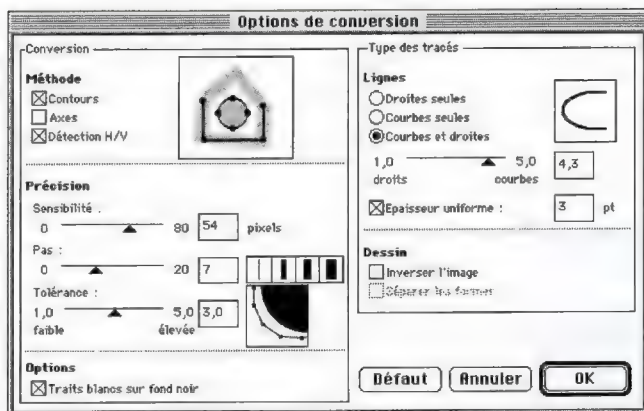 Options de conversion
Conversion
Méthode
Contours
Axes
Détection H/V
Précision
Sensibilité :
0 80 54 pixels
Pas :
0 20 7
Tolérance :
1,0 5,0 3,0
faible élevée
Options
Traits blancs sur fond noir
Type des tracés
Lignes
Droites seules
Courbes seules
Courbes et droites
1,0 5,0 4,3
droits courbes
Epaisseur uniforme : 3 pt
Dessin
Inverser l'image
Séparer les formes
Défaut Annuler OK